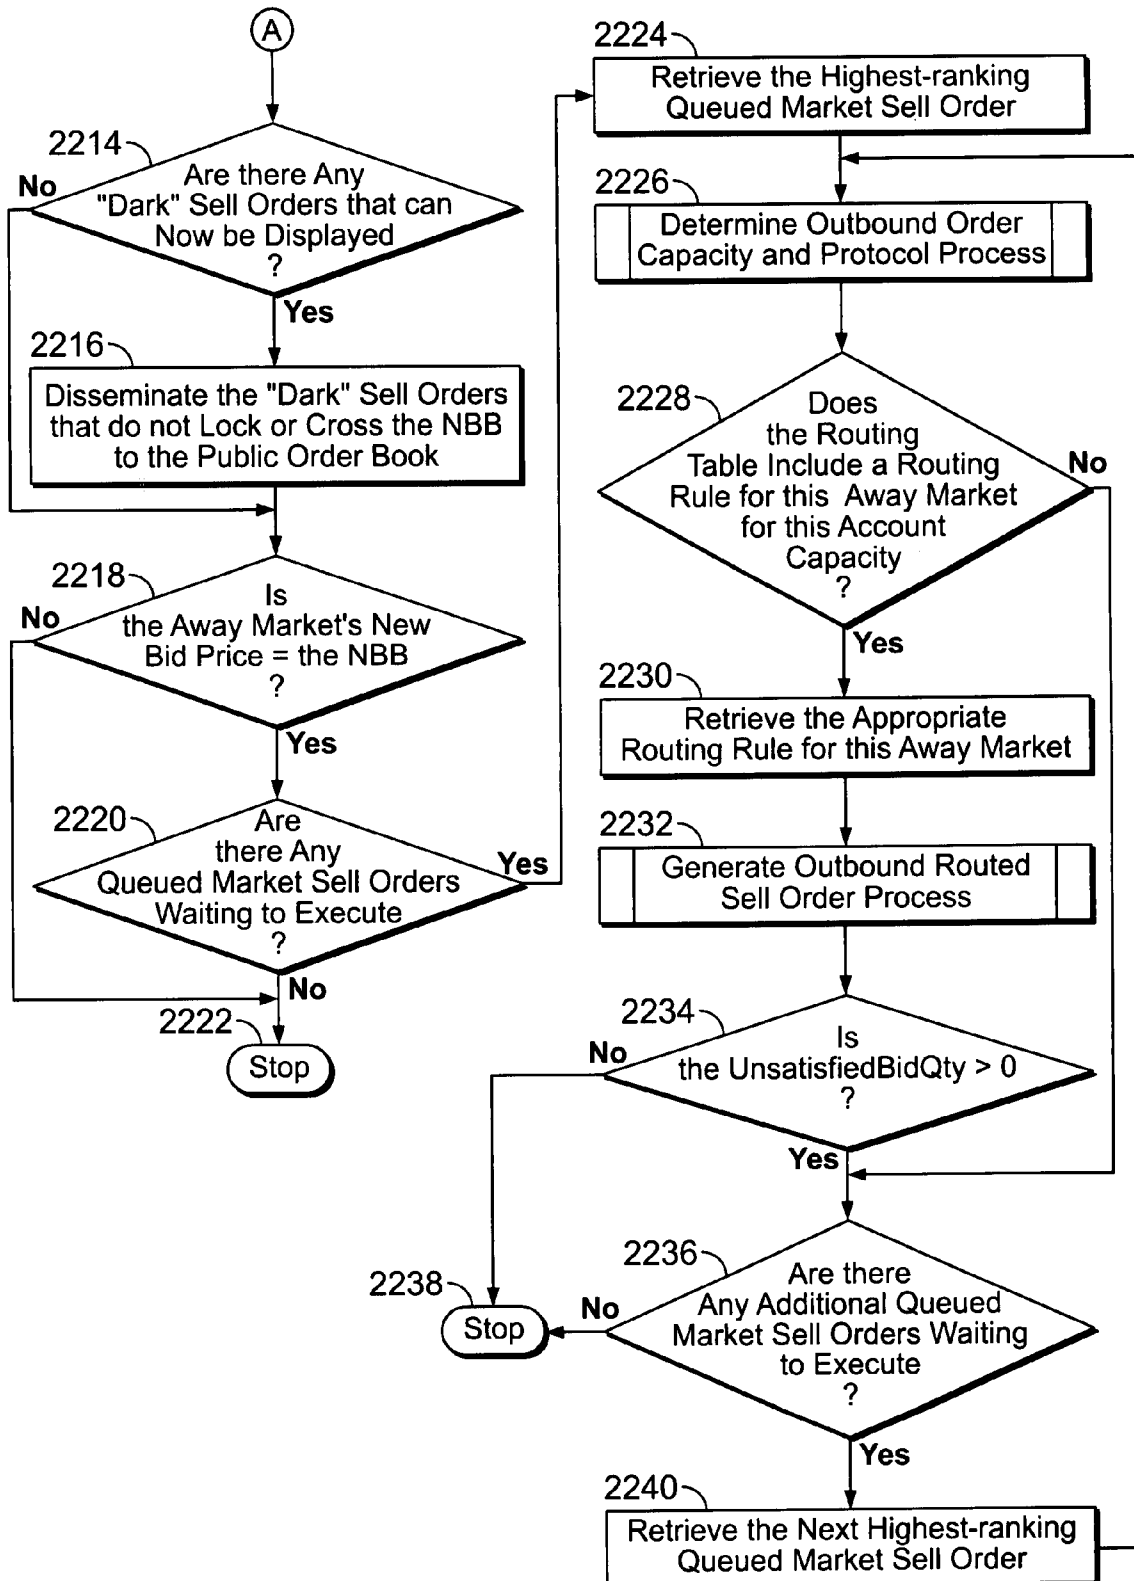 A
2214
Are there Any
"Dark" Sell Orders that can
Now be Displayed
?
No
Yes
2216
Disseminate the "Dark" Sell Orders
that do not Lock or Cross the NBB
to the Public Order Book
2218
Is
the Away Market's New
Bid Price = the NBB
?
No
Yes
2220
Are
there Any
Queued Market Sell Orders
Waiting to Execute
?
Yes
No
2222
Stop
2224
Retrieve the Highest-ranking
Queued Market Sell Order
2226
Determine Outbound Order
Capacity and Protocol Process
2228
Does
the Routing
Table Include a Routing
Rule for this Away Market
for this Account
Capacity
?
No
Yes
2230
Retrieve the Appropriate
Routing Rule for this Away Market
2232
Generate Outbound Routed
Sell Order Process
2234
Is
the UnsatisfiedBidQty > 0
?
No
Yes
2236
Are there
Any Additional Queued
Market Sell Orders Waiting
to Execute
?
No
2238
Stop
Yes
2240
Retrieve the Next Highest-ranking
Queued Market Sell Order